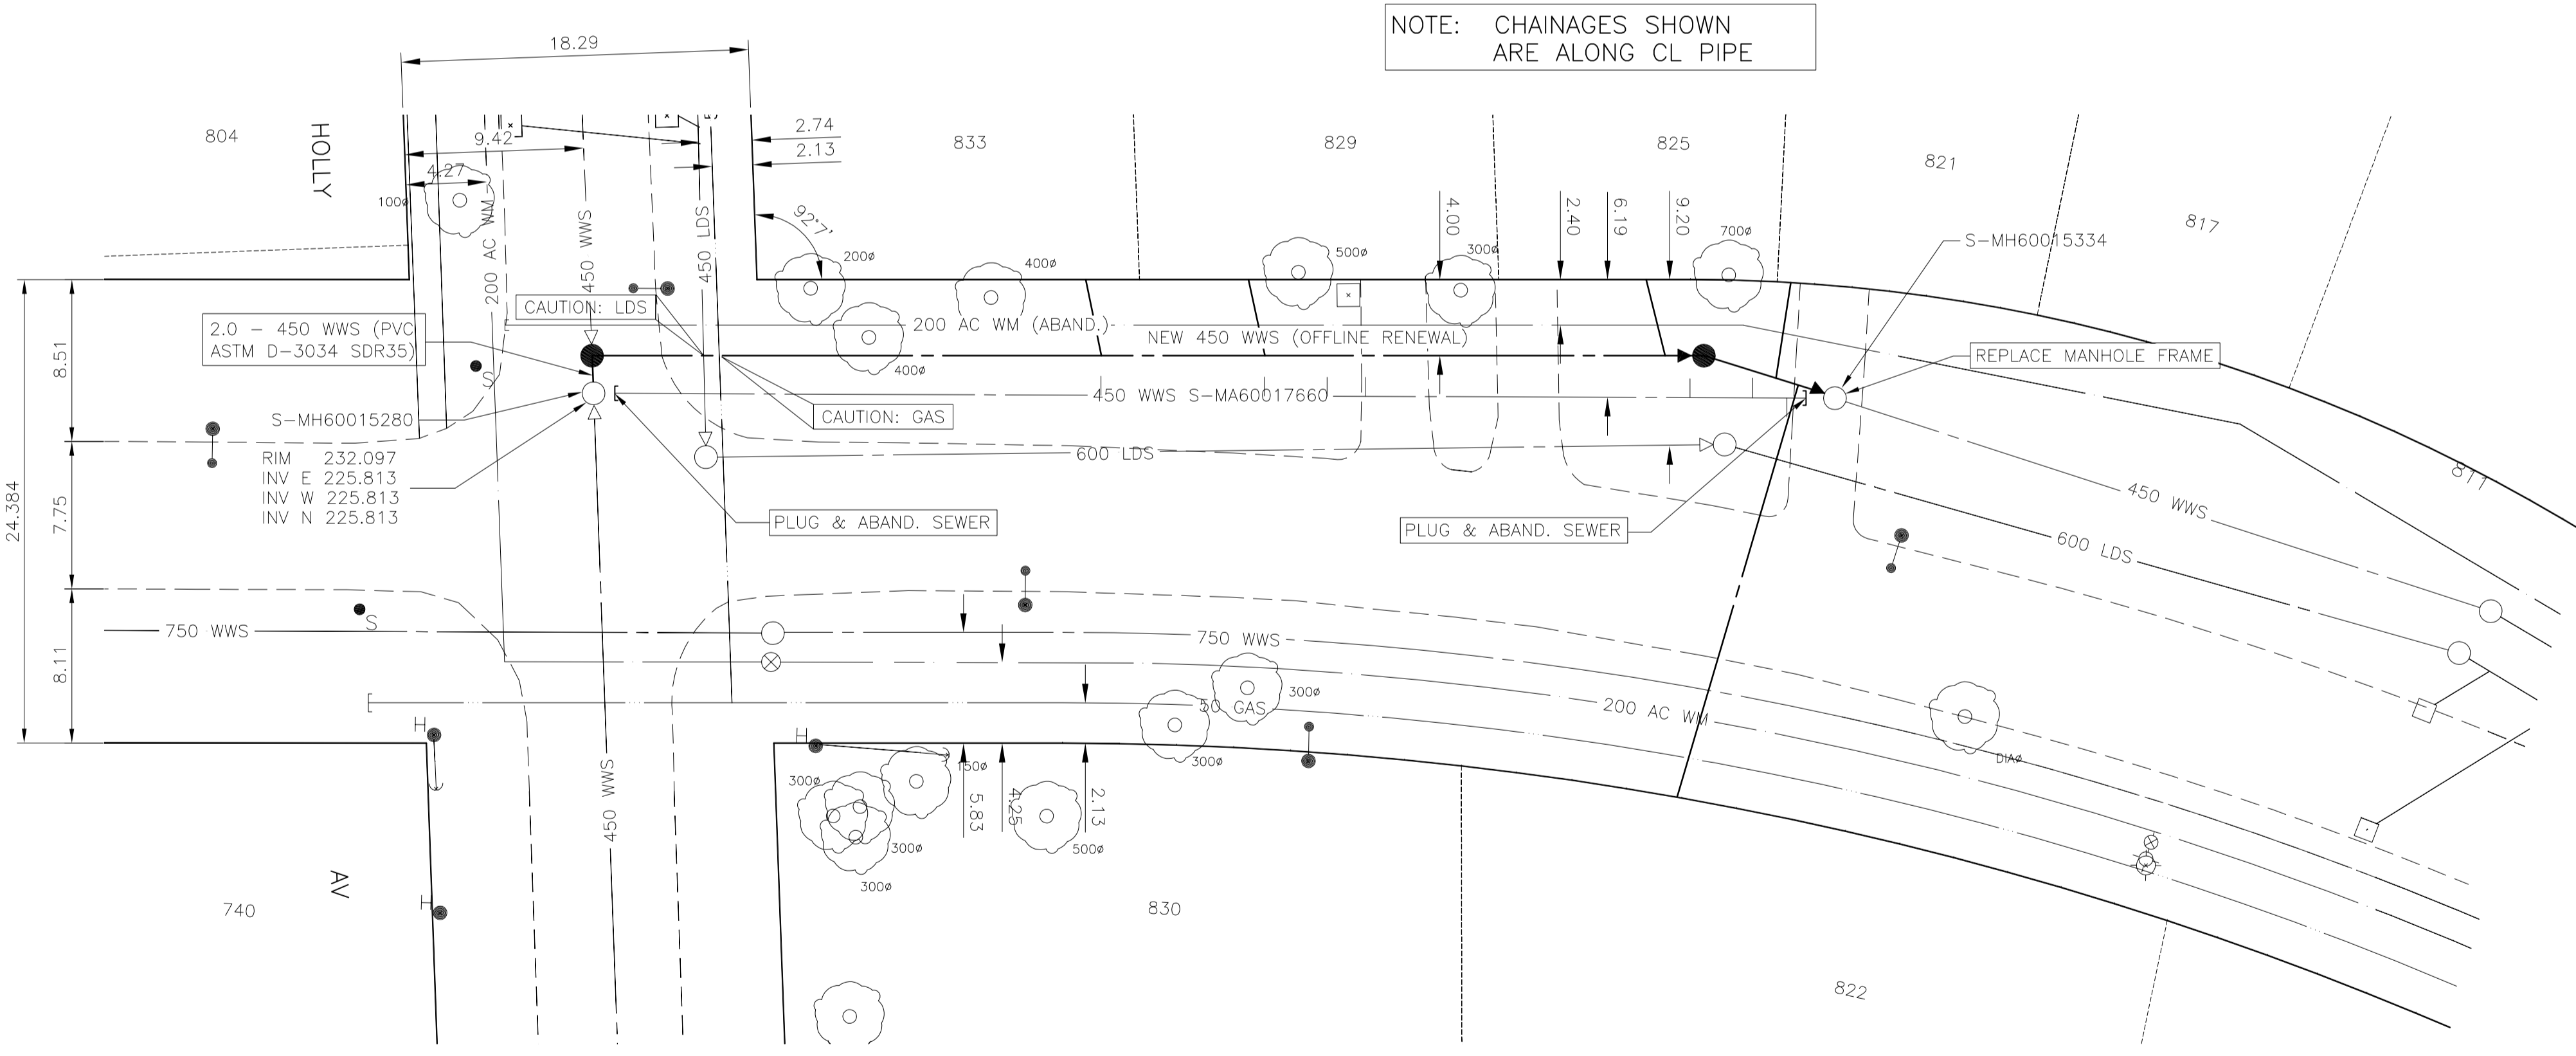 NOTE: CHAINAGES SHOWN
ARE ALONG CL PIPE
18.29
804
HOLLY
9.42
4.27
100ø
2.74
2.13
92°7'
833
829
825
821
817
811
200 AC WM
450 WWS
450 LDS
200ø
400ø
400ø
500ø
300ø
700ø
4.00
2.40
6.19
9.20
S-MH60015334
CAUTION: LDS
200 AC WM (ABAND.)
NEW 450 WWS (OFFLINE RENEWAL)
2.0 - 450 WWS (PVC
ASTM D-3034 SDR35)
S
REPLACE MANHOLE FRAME
450 WWS S-MA60017660
S-MH60015280
CAUTION: GAS
RIM 232.097
INV E 225.813
INV W 225.813
INV N 225.813
600 LDS
PLUG & ABAND. SEWER
PLUG & ABAND. SEWER
450 WWS
600 LDS
24.384
8.51
7.75
8.11
S
750 WWS
750 WWS
50 GAS
200 AC WM
300ø
300ø
H
H
H
150ø
300ø
300ø
300ø
500ø
5.83
4.25
2.13
DIAø
450 WWS
AV
740
830
822